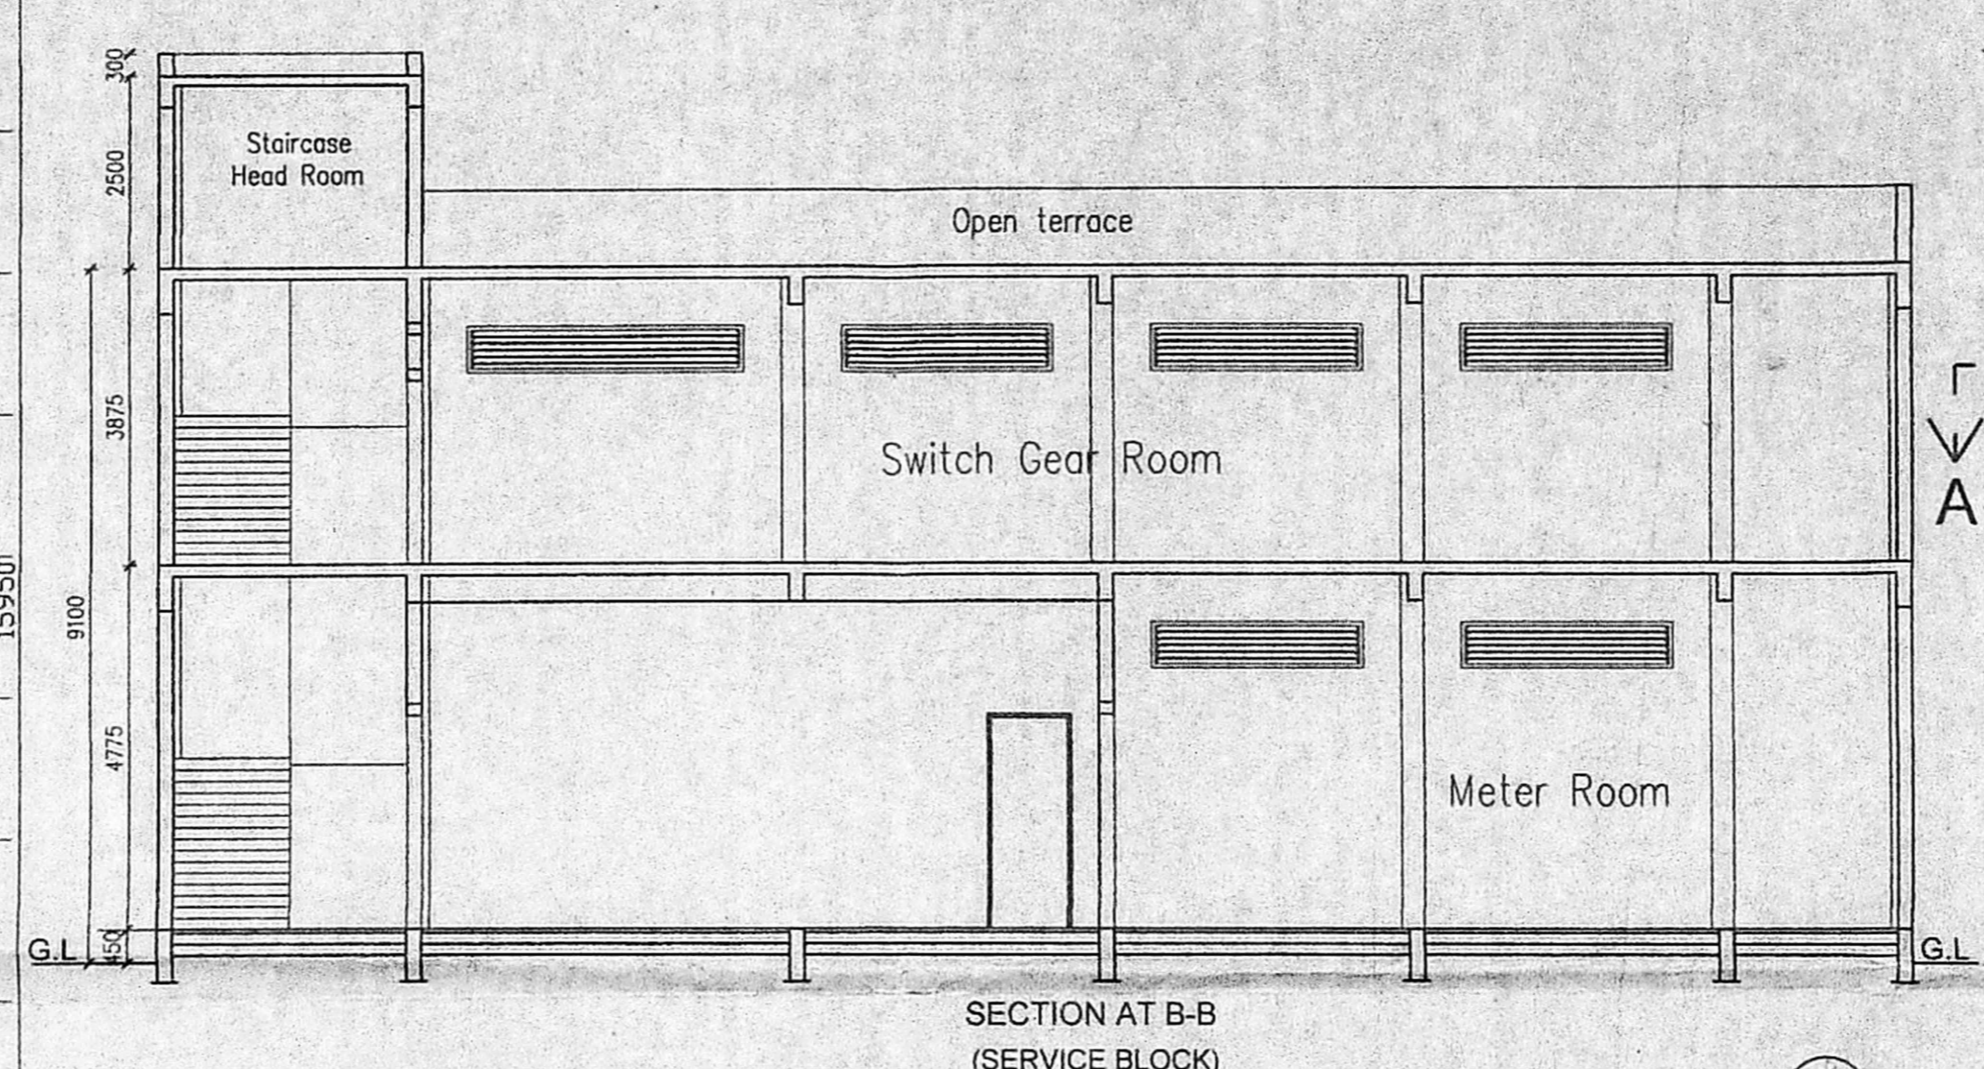 300
Staircase
Head Room
2500
Open terrace
3875
Switch Gear Room
A
15950
9100
4775
Meter Room
450
G.L
G.L
SECTION AT B-B
(SERVICE BLOCK)